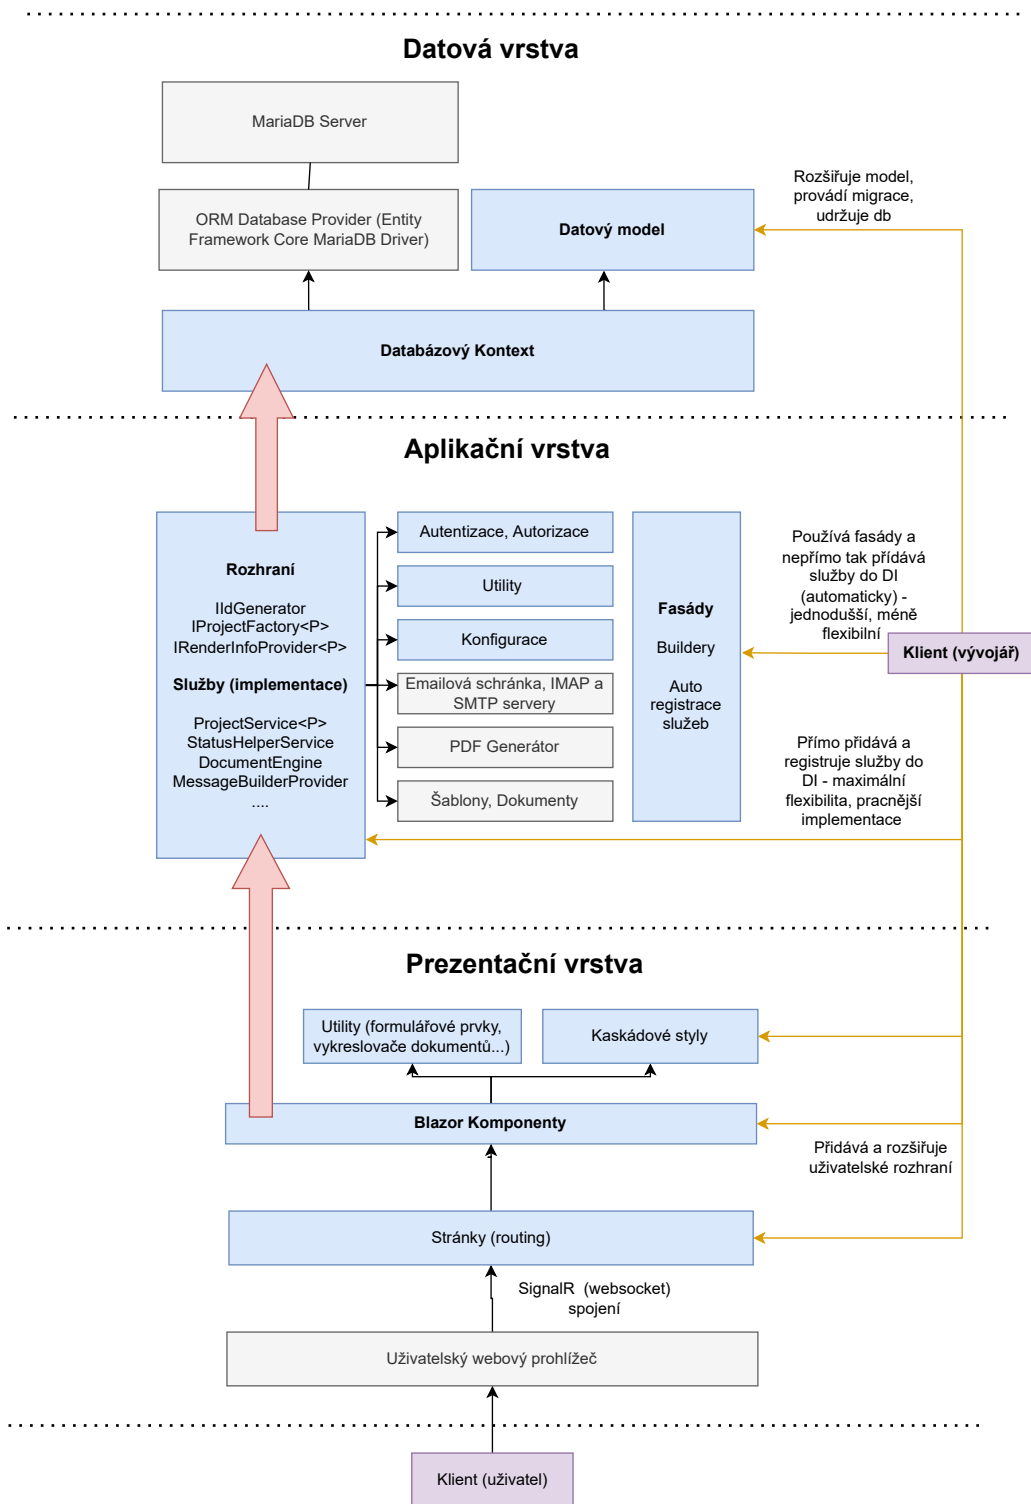 Datová vrstva
MariaDB Server
ORM Database Provider (Entity
Framework Core MariaDB Driver)
Datový model
Rozšiřuje model,
provádí migrace,
udržuje db
Databázový Kontext
Aplikační vrstva
Rozhraní
IIdGenerator
IProjectFactory<P>
IRenderInfoProvider<P>
Služby (implementace)
ProjectService<P>
StatusHelperService
DocumentEngine
MessageBuilderProvider
....
Autentizace, Autorizace
Utility
Konfigurace
Emailová schránka, IMAP a
SMTP servery
PDF Generátor
Šablony, Dokumenty
Fasády
Buildery
Auto
registrace
služeb
Používá fasády a
nepřímo tak přídává
služby do DI
(automaticky) -
jednodušší, méně
flexibilní
Klient (vývojář)
Přímo přidává a
registruje služby do
DI - maximální
flexibilita, pracnější
implementace
Prezentační vrstva
Utility (formulářové prvky,
vykreslovače dokumentů...)
Kaskádové styly
Blazor Komponenty
Přidává a rozšiřuje
uživatelské rozhraní
Stránky (routing)
SignalR (websocket)
spojení
Uživatelský webový prohlížeč
Klient (uživatel)